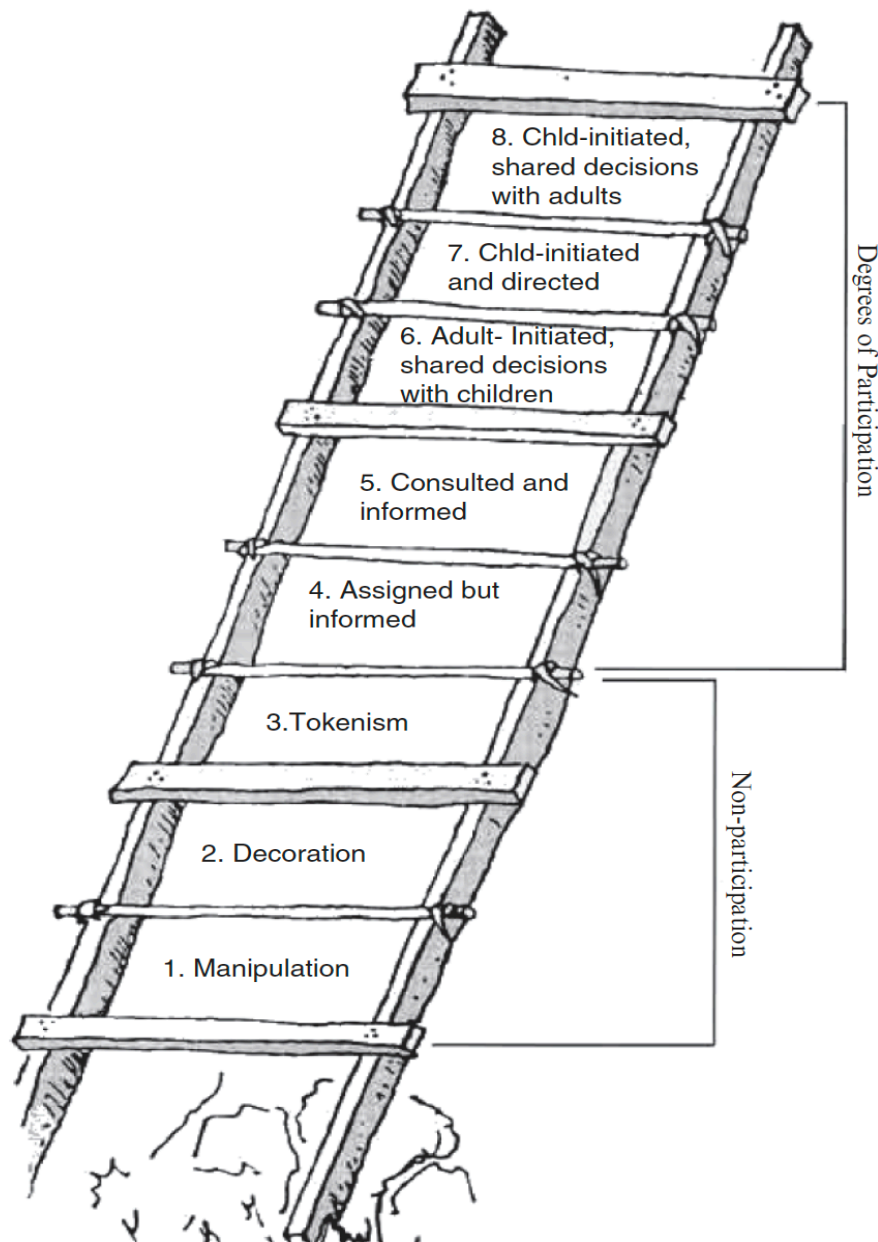 8. Chld-initiated,
shared decisions
with adults
7. Chld-initiated
and directed
6. Adult- Initiated,
shared decisions
with children
5. Consulted and
informed
4. Assigned but
informed
3.Tokenism
2. Decoration
1. Manipulation
Degrees of Participation
Non-participation